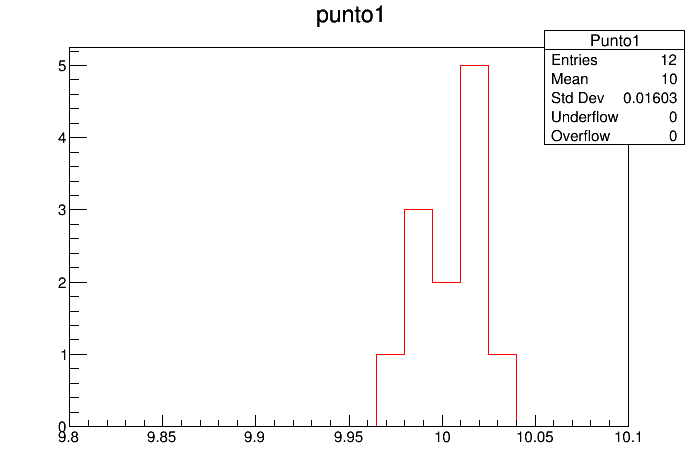 punto1
Punto1
Entries 12
Mean 10
Std Dev 0.01603
Underflow 0
Overflow 0
5
4
3
2
1
0
9.8 9.85 9.9 9.95 10 10.05 10.1